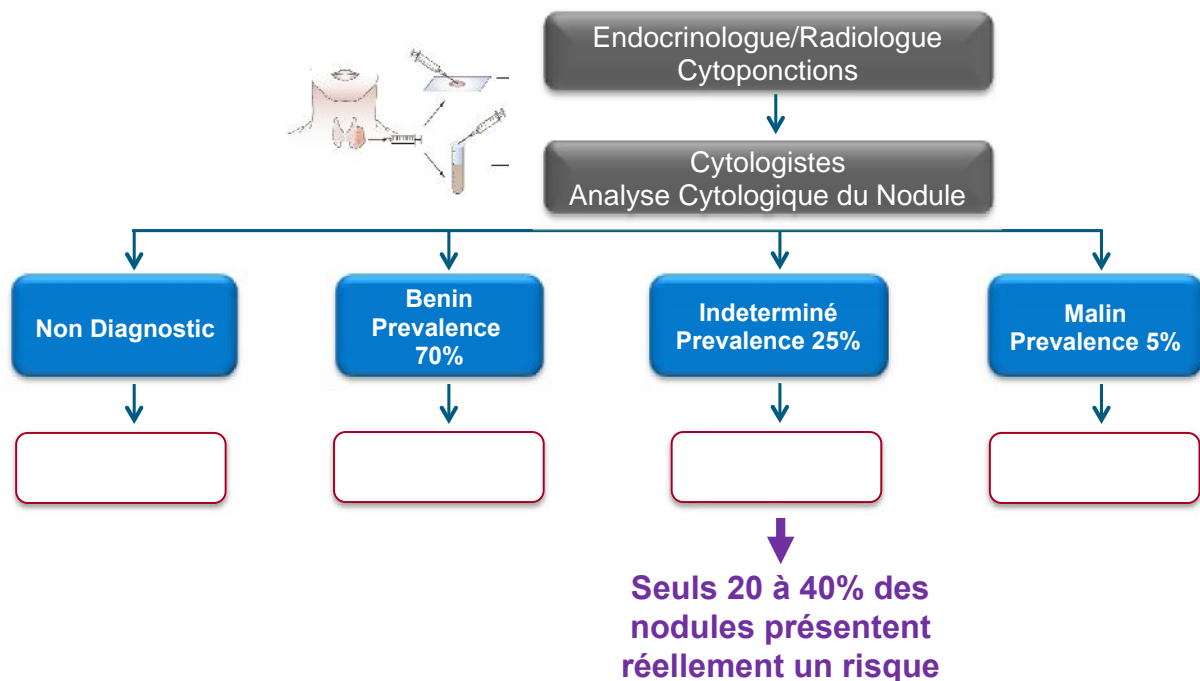 Endocrinologue/Radiologue
Cytoponctions
Cytologistes
Analyse Cytologique du Nodule
Non Diagnostic
Benin
Prevalence
70%
Indeterminé
Prevalence 25%
Malin
Prevalence 5%
Seuls 20 à 40% des
nodules présentent
réellement un risque